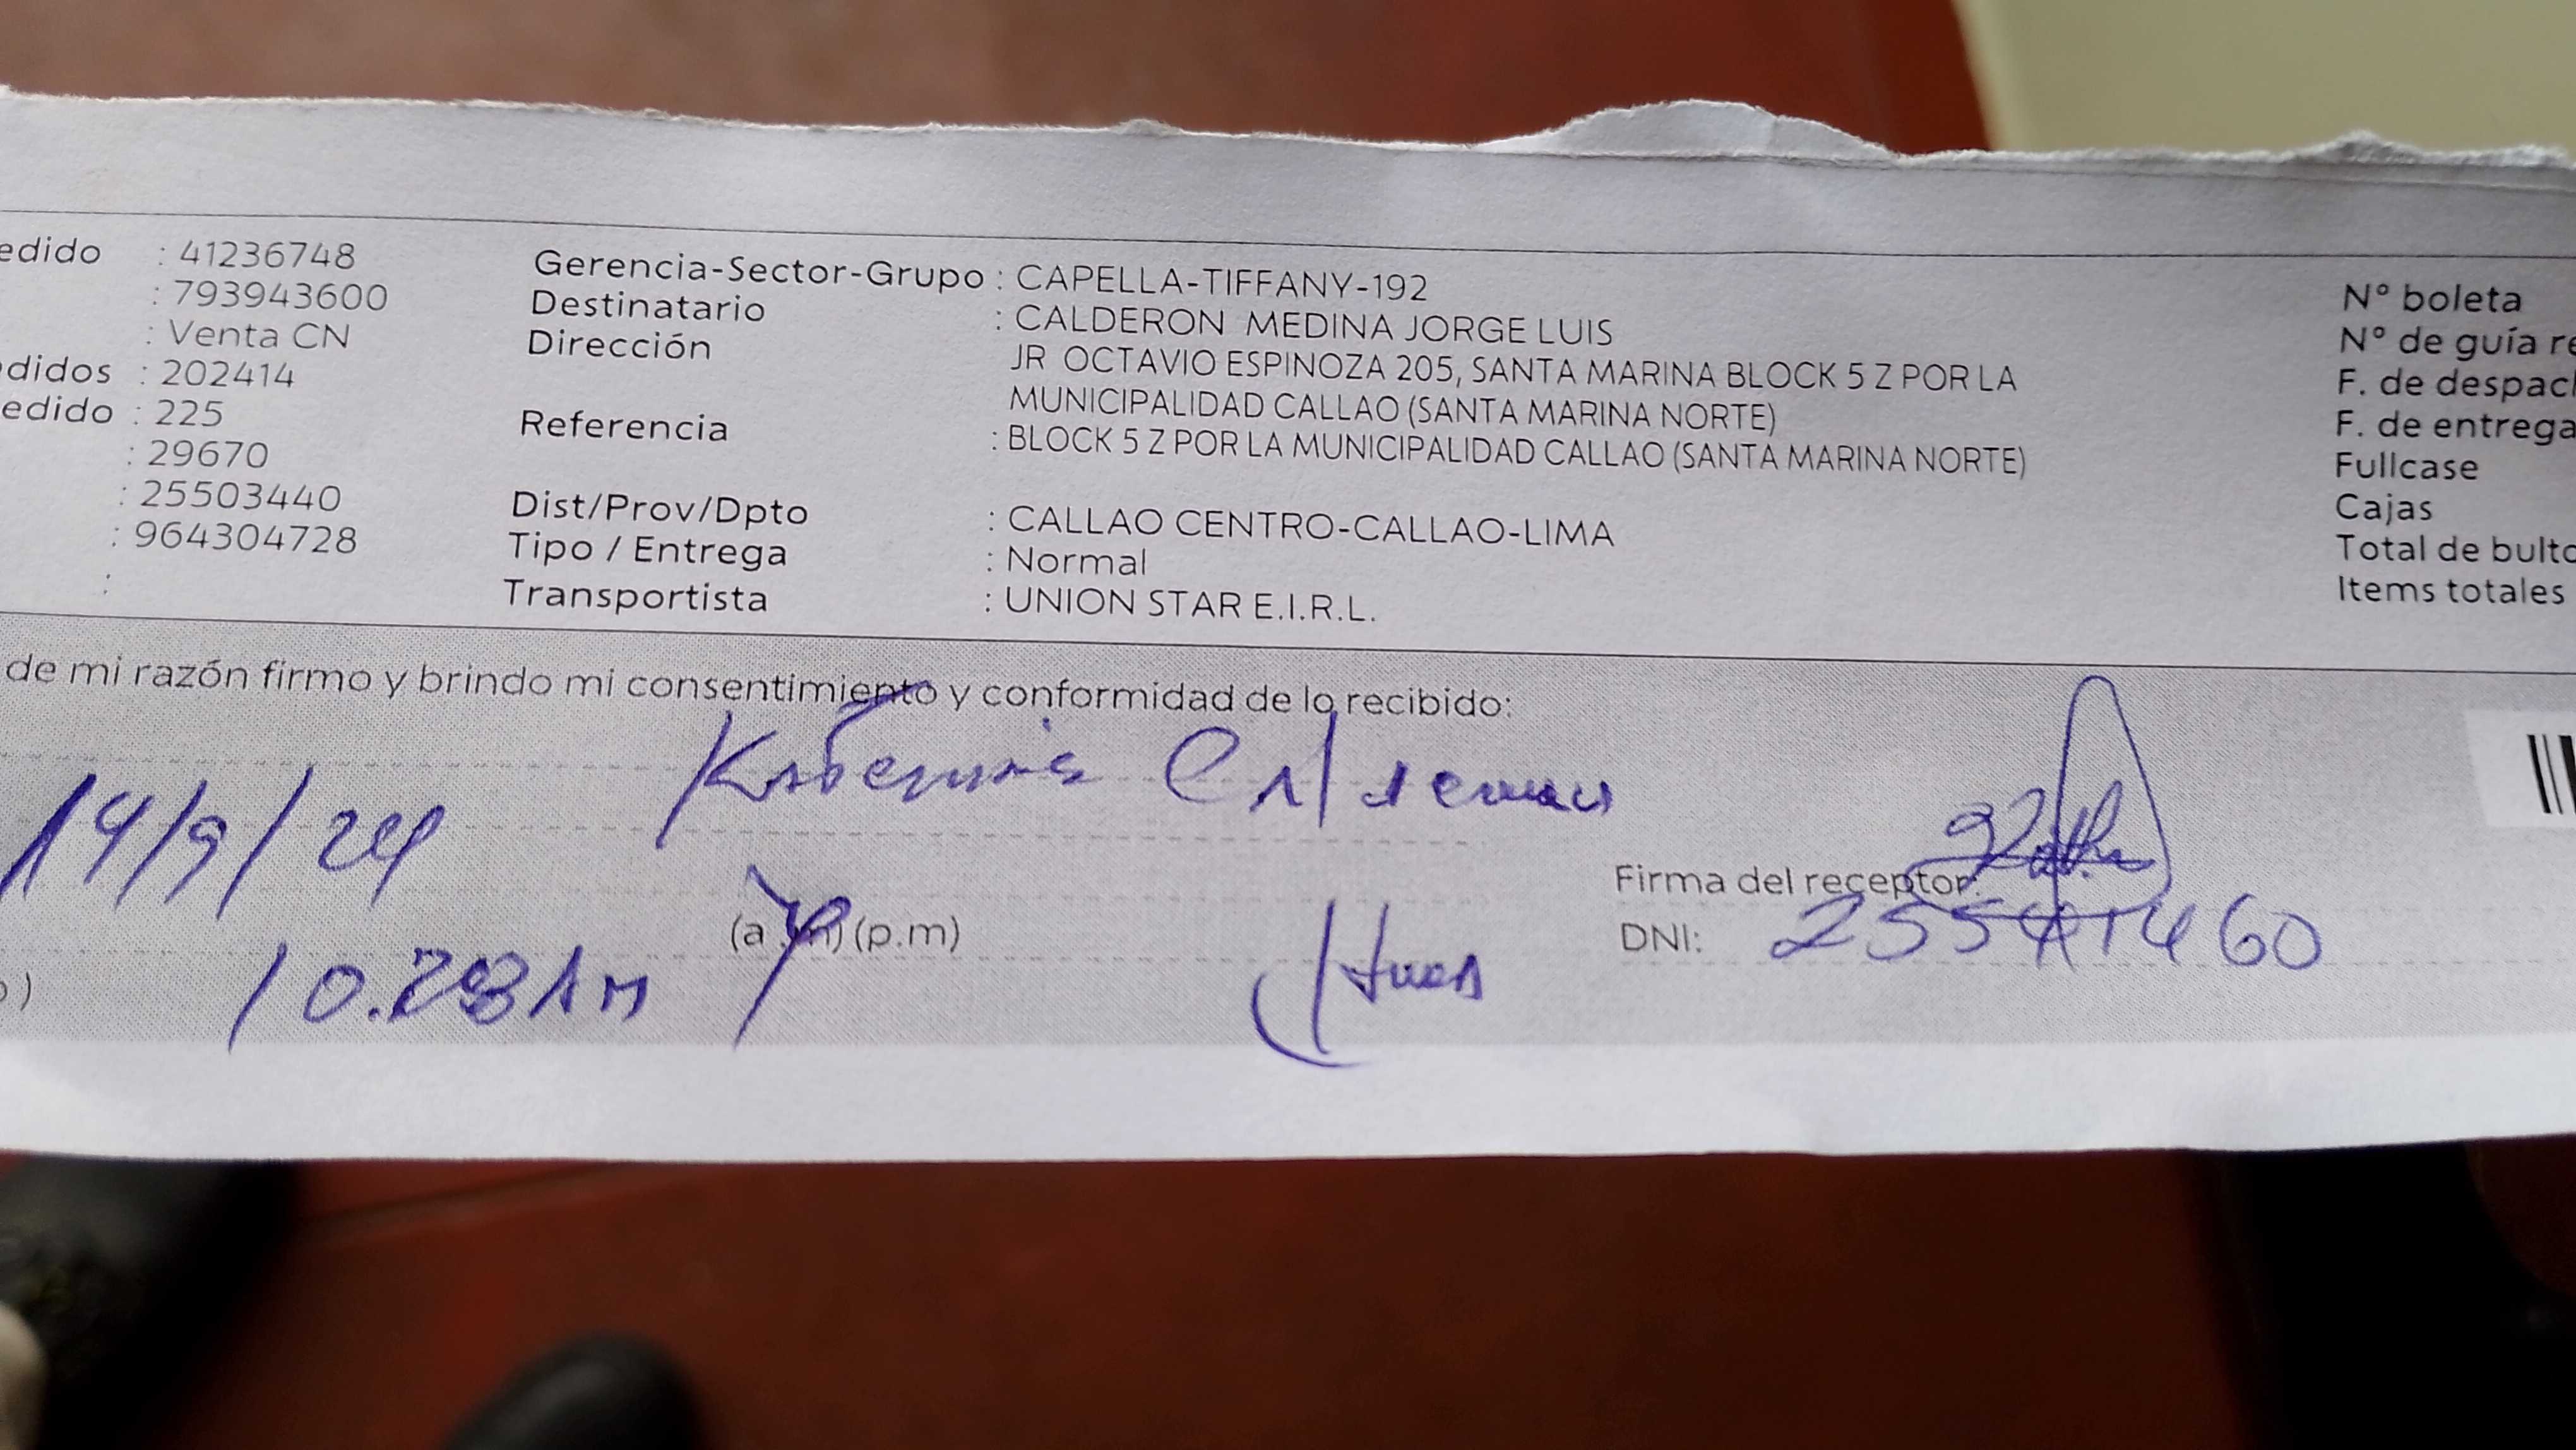 edido : 41236748
: 793943600
: Venta CN
didos : 202414
edido : 225
: 29670
: 25503440
: 964304728
:
Gerencia-Sector-Grupo : CAPELLA-TIFFANY-192
Destinatario : CALDERON MEDINA JORGE LUIS
Dirección JR OCTAVIO ESPINOZA 205, SANTA MARINA BLOCK 5 Z POR LA
MUNICIPALIDAD CALLAO (SANTA MARINA NORTE)
Referencia : BLOCK 5 Z POR LA MUNICIPALIDAD CALLAO (SANTA MARINA NORTE)
Dist/Prov/Dpto : CALLAO CENTRO-CALLAO-LIMA
Tipo / Entrega : Normal
Transportista : UNION STAR E.I.R.L.
Nº boleta
Nº de guía re
F. de despach
F. de entrega
Fullcase
Cajas
Total de bulto
Items totales
de mi razón firmo y brindo mi consentimiento y conformidad de lo recibido:
14/9/24
(a.m) (p.m)
Firma del receptor:
DNI: